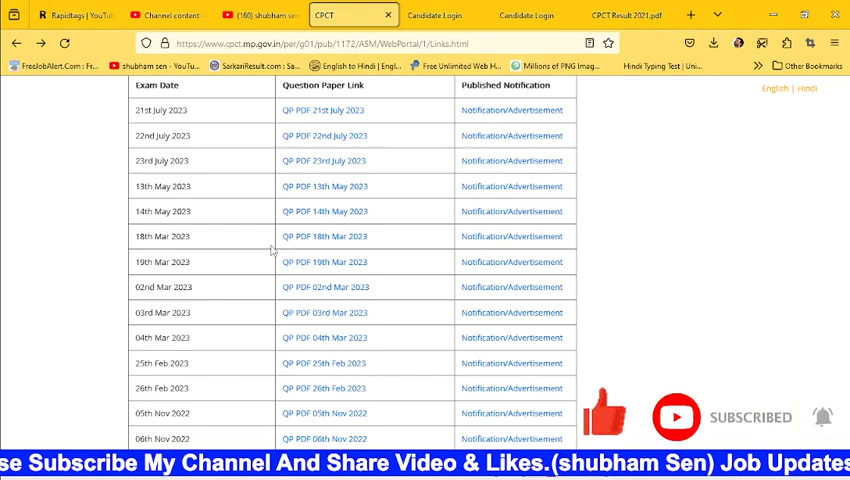 Rapidtags
Channel content -
(160) shubham sen
CPCT
Candidate Login
Candidate Login
CPCT Result 2021.pdf
https://www.cpct.mp.gov.in/per/g01/pub/1172/ASM/WebPortal/1/Links.html
FreeJobAlert.Com : Fr...
shubham sen - YouTu...
SarkariResult.com : Sa...
English to Hindi | Engl...
Free Unlimited Web H...
Millions of PNG Imag...
Hindi Typing Test | Uni...
Other Bookmarks
English | Hindi
Exam Date Question Paper Link Published Notification
21st July 2023 QP PDF 21st July 2023 Notification/Advertisement
22nd July 2023 QP PDF 22nd July 2023 Notification/Advertisement
23rd July 2023 QP PDF 23rd July 2023 Notification/Advertisement
13th May 2023 QP PDF 13th May 2023 Notification/Advertisement
14th May 2023 QP PDF 14th May 2023 Notification/Advertisement
18th Mar 2023 QP PDF 18th Mar 2023 Notification/Advertisement
19th Mar 2023 QP PDF 19th Mar 2023 Notification/Advertisement
02nd Mar 2023 QP PDF 02nd Mar 2023 Notification/Advertisement
03rd Mar 2023 QP PDF 03rd Mar 2023 Notification/Advertisement
04th Mar 2023 QP PDF 04th Mar 2023 Notification/Advertisement
25th Feb 2023 QP PDF 25th Feb 2023 Notification/Advertisement
26th Feb 2023 QP PDF 26th Feb 2023 Notification/Advertisement
05th Nov 2022 QP PDF 05th Nov 2022 Notification/Advertisement
06th Nov 2022 QP PDF 06th Nov 2022 Notification/Advertisement
SUBSCRIBED
se Subscribe My Channel And Share Video & Likes.(shubham Sen) Job Updates